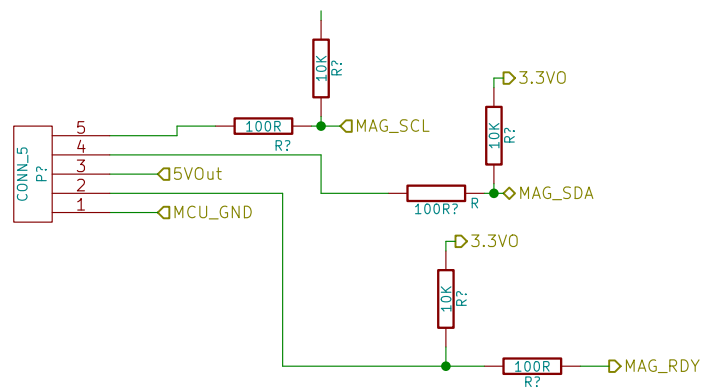 3.3VO
10K
R?
10K
R?
5
100R
MAG_SCL
R?
4
CONN_5
P?
3
5VOut
2
MAG_SDA
100R?
R
1
MCU_GND
3.3VO
10K
R?
100R
MAG_RDY
R?